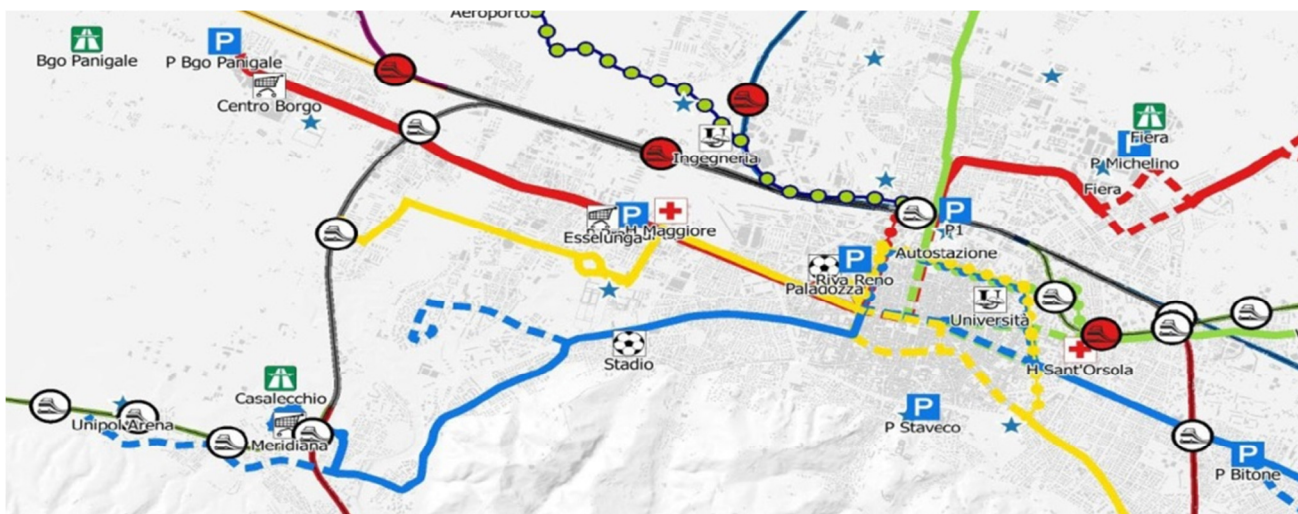 Aeroporto
Bgo Panigale
P
P Bgo Panigale
Centro Borgo
U
Ingegneria
Fiera
P
P Michelino
Fiera
P
Esselunga
H Maggiore
P
P1
Autostazione
P
Riva Reno
Paladozza
U
Università
Stadio
H Sant'Orsola
Casalecchio
Unipol Arena
Meridiana
P
P Staveco
P
P Bitone